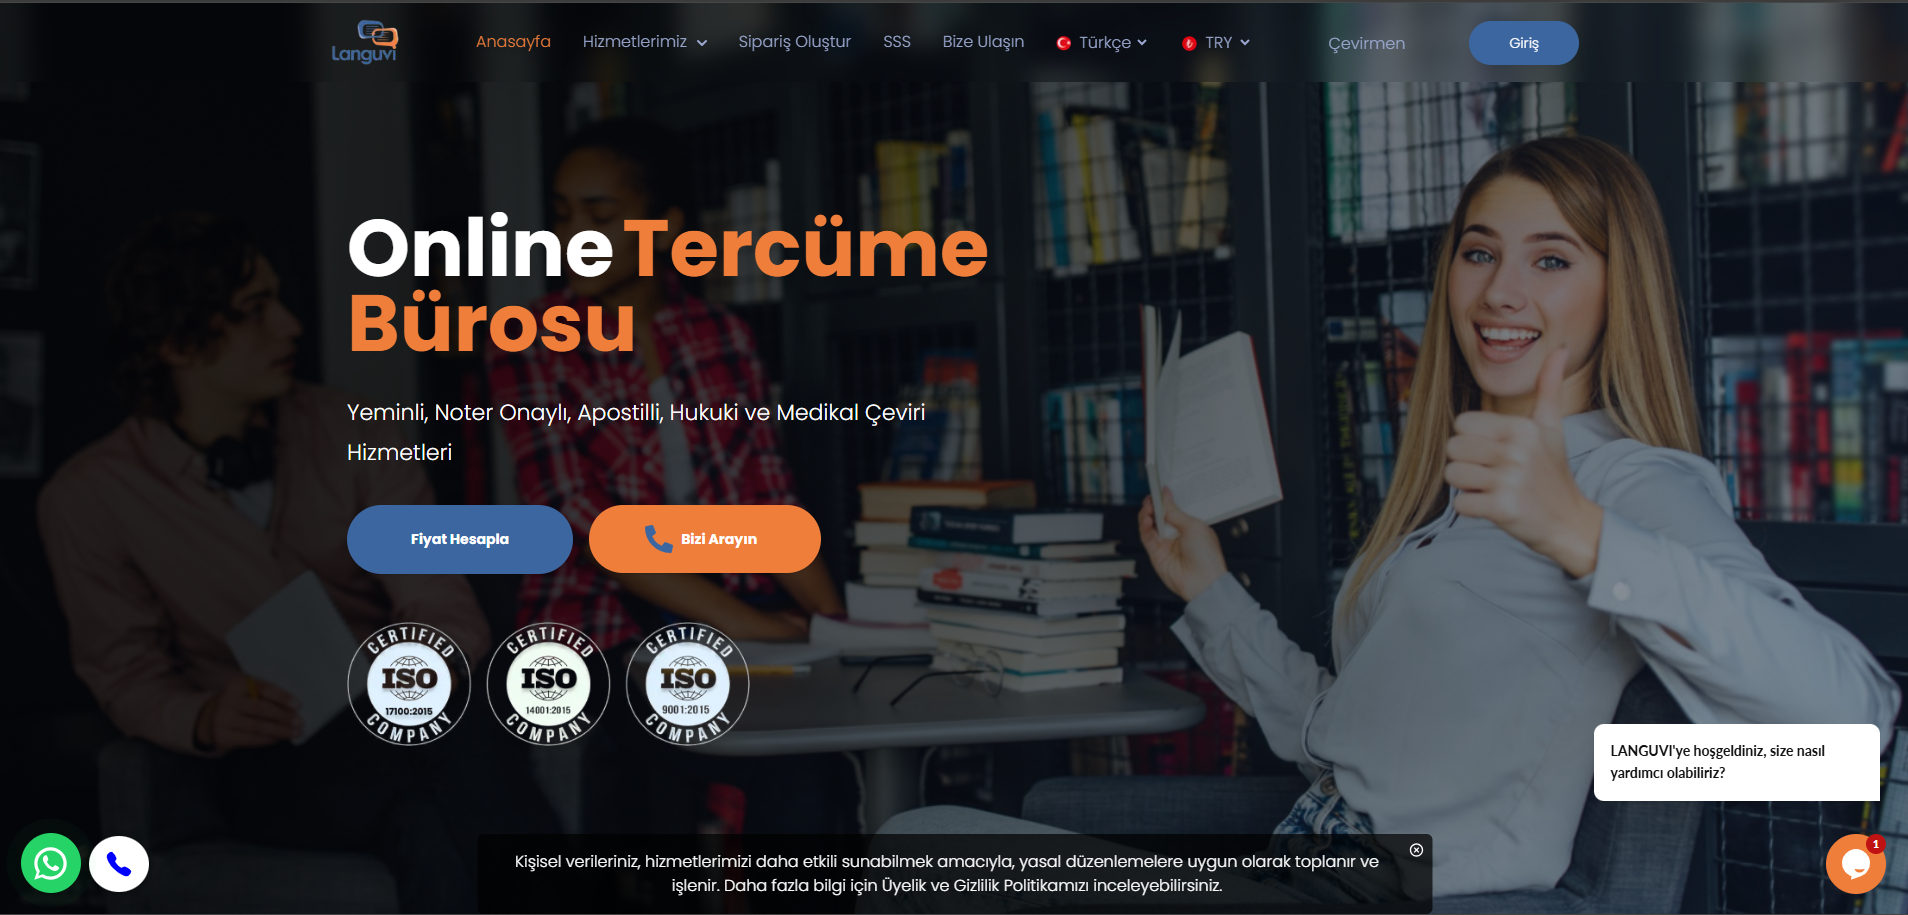 Languvi
Anasayfa
Hizmetlerimiz
Sipariş Oluştur
SSS
Bize Ulaşın
Türkçe
TRY
Çevirmen
Giriş
Online Tercüme
Bürosu
Yeminli, Noter Onaylı, Apostilli, Hukuki ve Medikal Çeviri
Hizmetleri
Fiyat Hesapla
Bizi Arayın
CERTIFIED
ISO
17100:2015
COMPANY
CERTIFIED
ISO
14001:2015
COMPANY
CERTIFIED
ISO
9001:2015
COMPANY
LANGUVI'ye hoşgeldiniz, size nasıl
yardımcı olabiliriz?
1
Kişisel verileriniz, hizmetlerimizi daha etkili sunabilmek amacıyla, yasal düzenlemelere uygun olarak toplanır ve
işlenir. Daha fazla bilgi için Üyelik ve Gizlilik Politikamızı inceleyebilirsiniz.